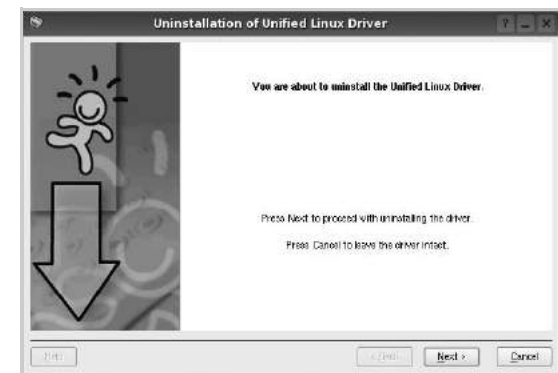 Uninstallation of Unified Linux Driver
You are about to uninstall the Unified Linux Driver.
Press Next to proceed with uninstalling the driver.
Press Cancel to leave the driver intact.
Help
< Back
Next >
Cancel